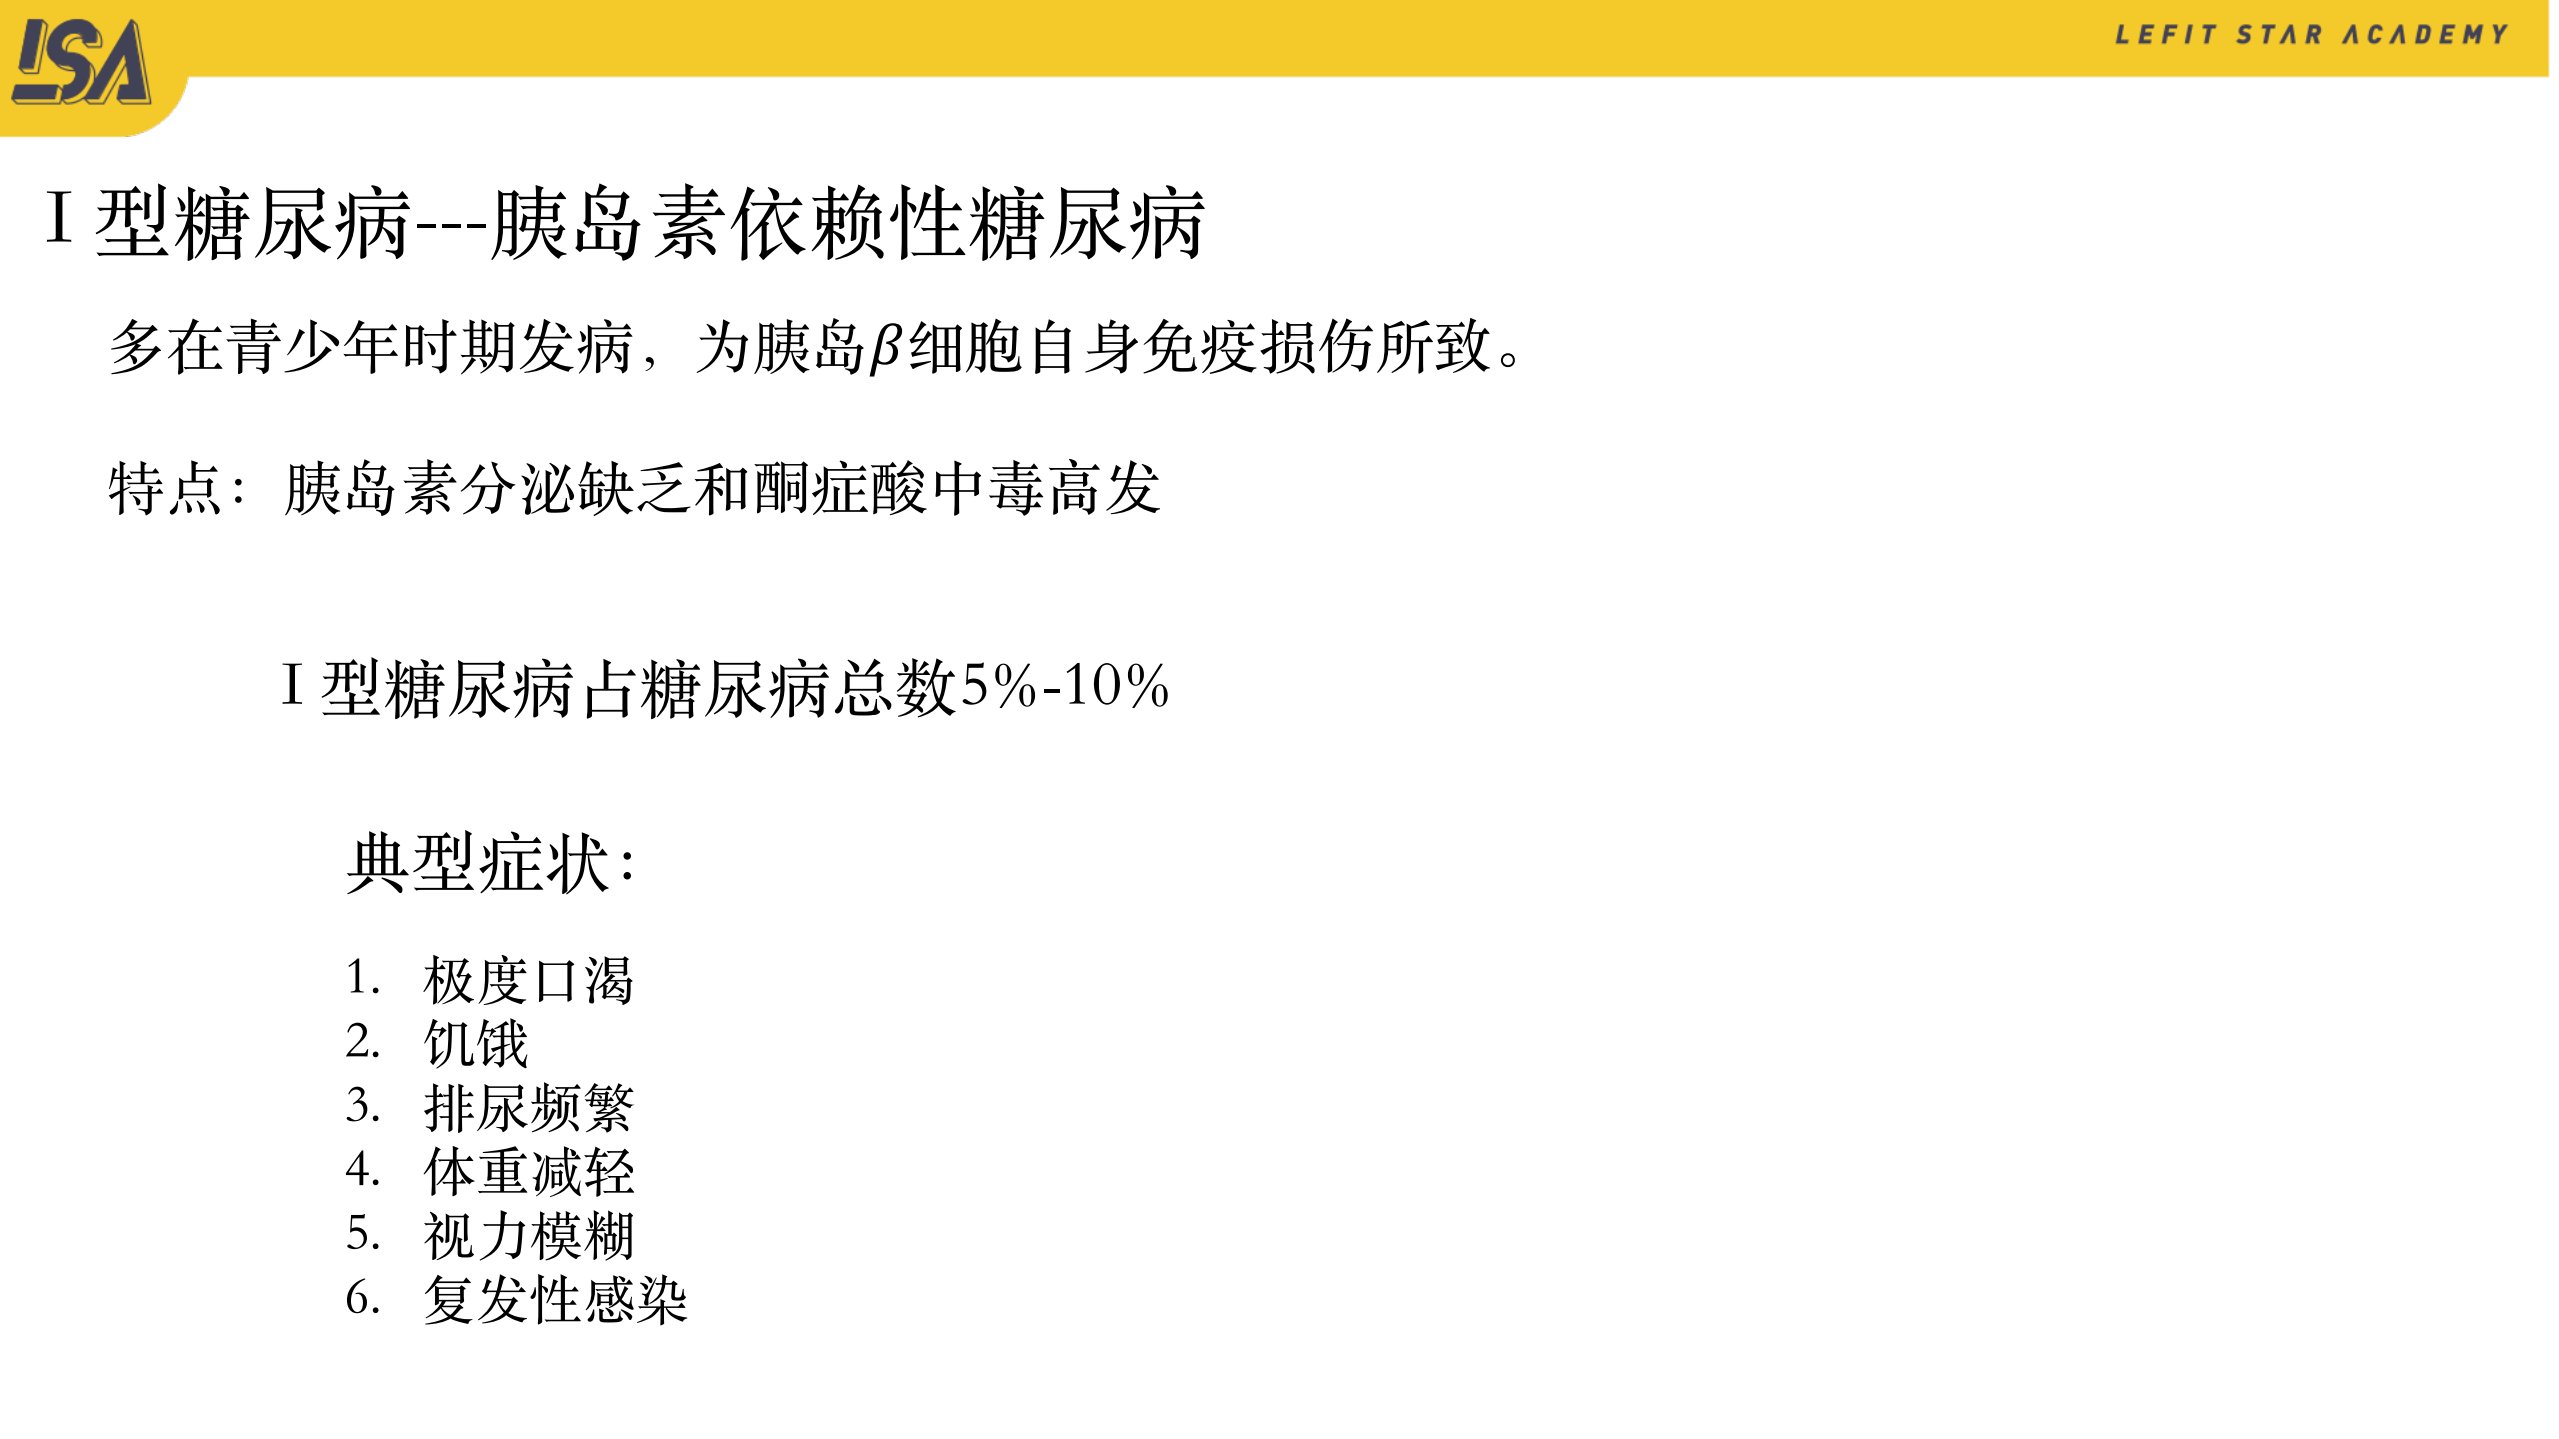 LSA
LEFIT STAR ACADEMY
I 型糖尿病---胰岛素依赖性糖尿病
多在青少年时期发病，为胰岛β细胞自身免疫损伤所致。
特点：胰岛素分泌缺乏和酮症酸中毒高发
I 型糖尿病占糖尿病总数5%-10%
典型症状：
1. 极度口渴
2. 饥饿
3. 排尿频繁
4. 体重减轻
5. 视力模糊
6. 复发性感染